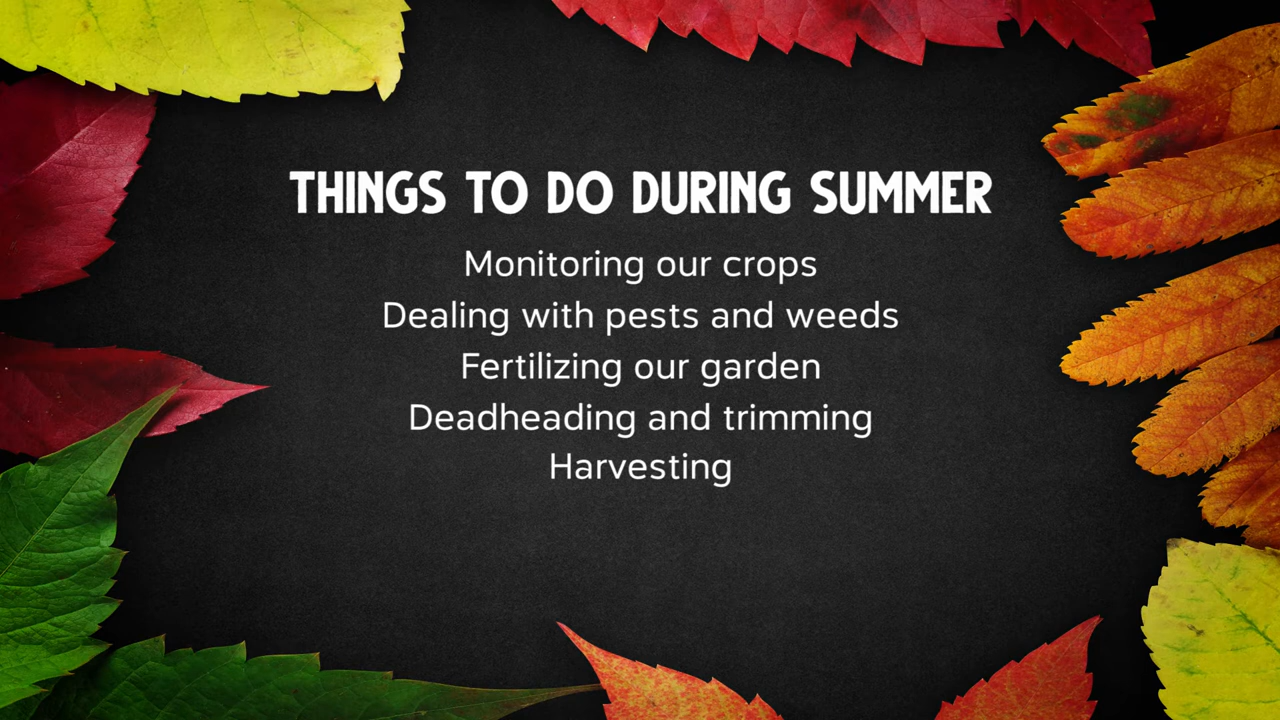 THINGS TO DO DURING SUMMER
Monitoring our crops
Dealing with pests and weeds
Fertilizing our garden
Deadheading and trimming
Harvesting